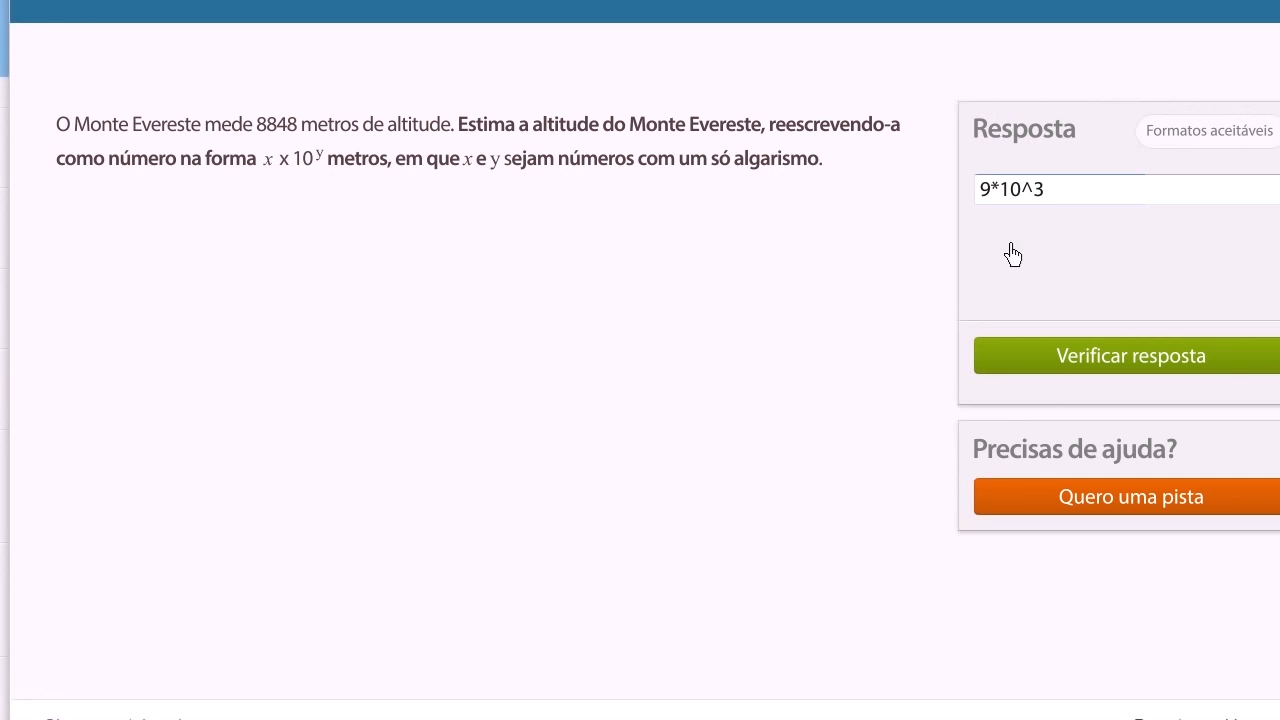 O Monte Evereste mede 8848 metros de altitude. Estima a altitude do Monte Evereste, reescrevendo-a
como número na forma x x 10^y metros, em que x e y sejam números com um só algarismo.
Resposta
Formatos aceitáveis
9*10^3
Verificar resposta
Precisas de ajuda?
Quero uma pista